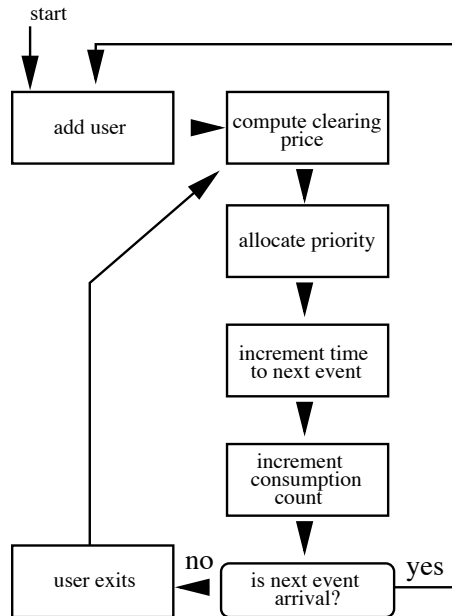 start
add user
compute clearing
price
allocate priority
increment time
to next event
increment
consumption
count
no
yes
user exits
is next event
arrival?